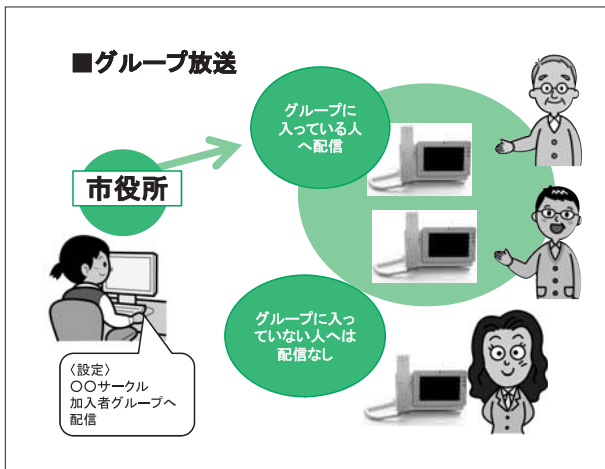 ■グループ放送
グループに
入っている人
へ配信
市役所
グループに入っ
ていない人へは
配信なし
〈設定〉
〇〇サークル
加入者グループへ
配信